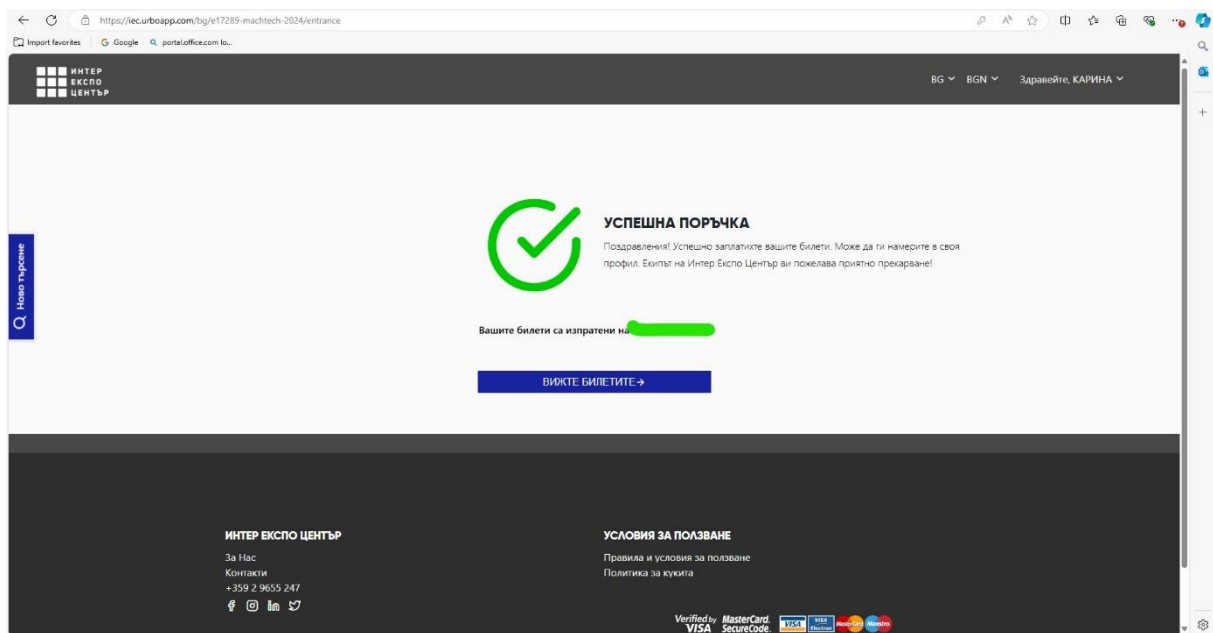 https://iec.urboapp.com/bg/e17289-machtech-2024/entrance
Import favorites
Google
portal.office.com lo...
ИНТЕР
ЕКСПО
ЦЕНТЪР
BG
BGN
Здравейте, КАРИНА
Ново търсене
УСПЕШНА ПОРЪЧКА
Поздравления! Успешно заплатихте вашите билети. Може да ги намерите в своя
профил. Екипът на Интер Експо Център ви пожелава приятно прекарване!
Вашите билети са изпратени на
ВИЖТЕ БИЛЕТИТЕ→
ИНТЕР ЕКСПО ЦЕНТЪР
За Нас
Контакти
+359 2 9655 247
УСЛОВИЯ ЗА ПОЛЗВАНЕ
Правила и условия за ползване
Политика за кукита
Verified by
VISA
MasterCard.
SecureCode.
VISA
VISA
Electron
MasterCard
Maestro